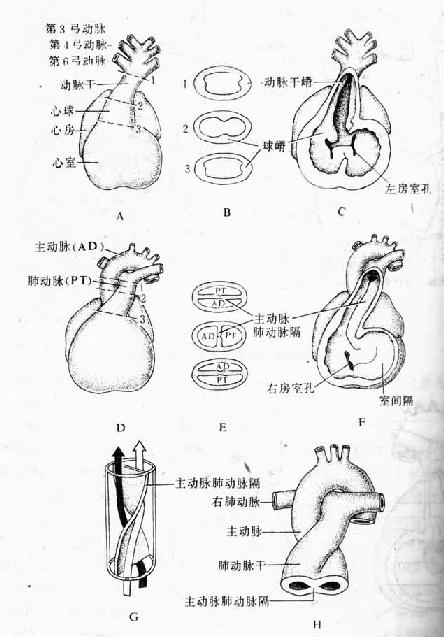 第3弓动脉
第4弓动脉
第6弓动脉
动脉干
心球
心房
心室
1
2
3
A
1
2
3
动脉干嵴
球嵴
B
左房室孔
C
主动脉(AD)
肺动脉(PT)
2
3
D
PT
AD
AD PT
AD
PT
主动脉
肺动脉隔
E
右房室孔
室间隔
F
主动脉肺动脉隔
G
右肺动脉
主动脉
肺动脉干
主动脉肺动脉隔
H